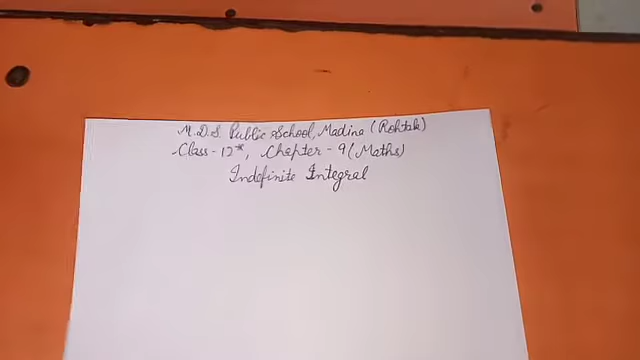 M.D.S. Public School, Madina (Rohtak)
Class - 12th, Chapter - 9 (Maths)
Indefinite Integral